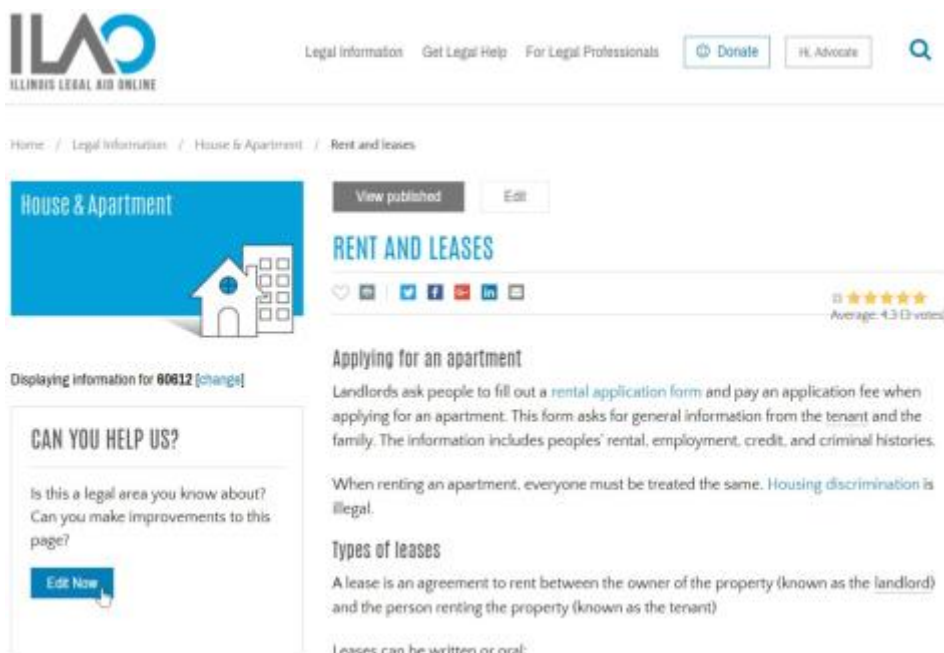 ILAO
ILLINOIS LEGAL AID ONLINE
Legal Information Get Legal Help For Legal Professionals Donate Hi, Advocate
Home / Legal Information / House & Apartment / Rent and leases
House & Apartment
View published Edit
RENT AND LEASES
Average: 4.3 (3 votes)
Displaying information for 60612 [change]
CAN YOU HELP US?
Is this a legal area you know about?
Can you make improvements to this
page?
Edit Now
Applying for an apartment
Landlords ask people to fill out a rental application form and pay an application fee when
applying for an apartment. This form asks for general information from the tenant and the
family. The information includes peoples' rental, employment, credit, and criminal histories.
When renting an apartment, everyone must be treated the same. Housing discrimination is
illegal.
Types of leases
A lease is an agreement to rent between the owner of the property (known as the landlord)
and the person renting the property (known as the tenant)
Leases can be written or oral: